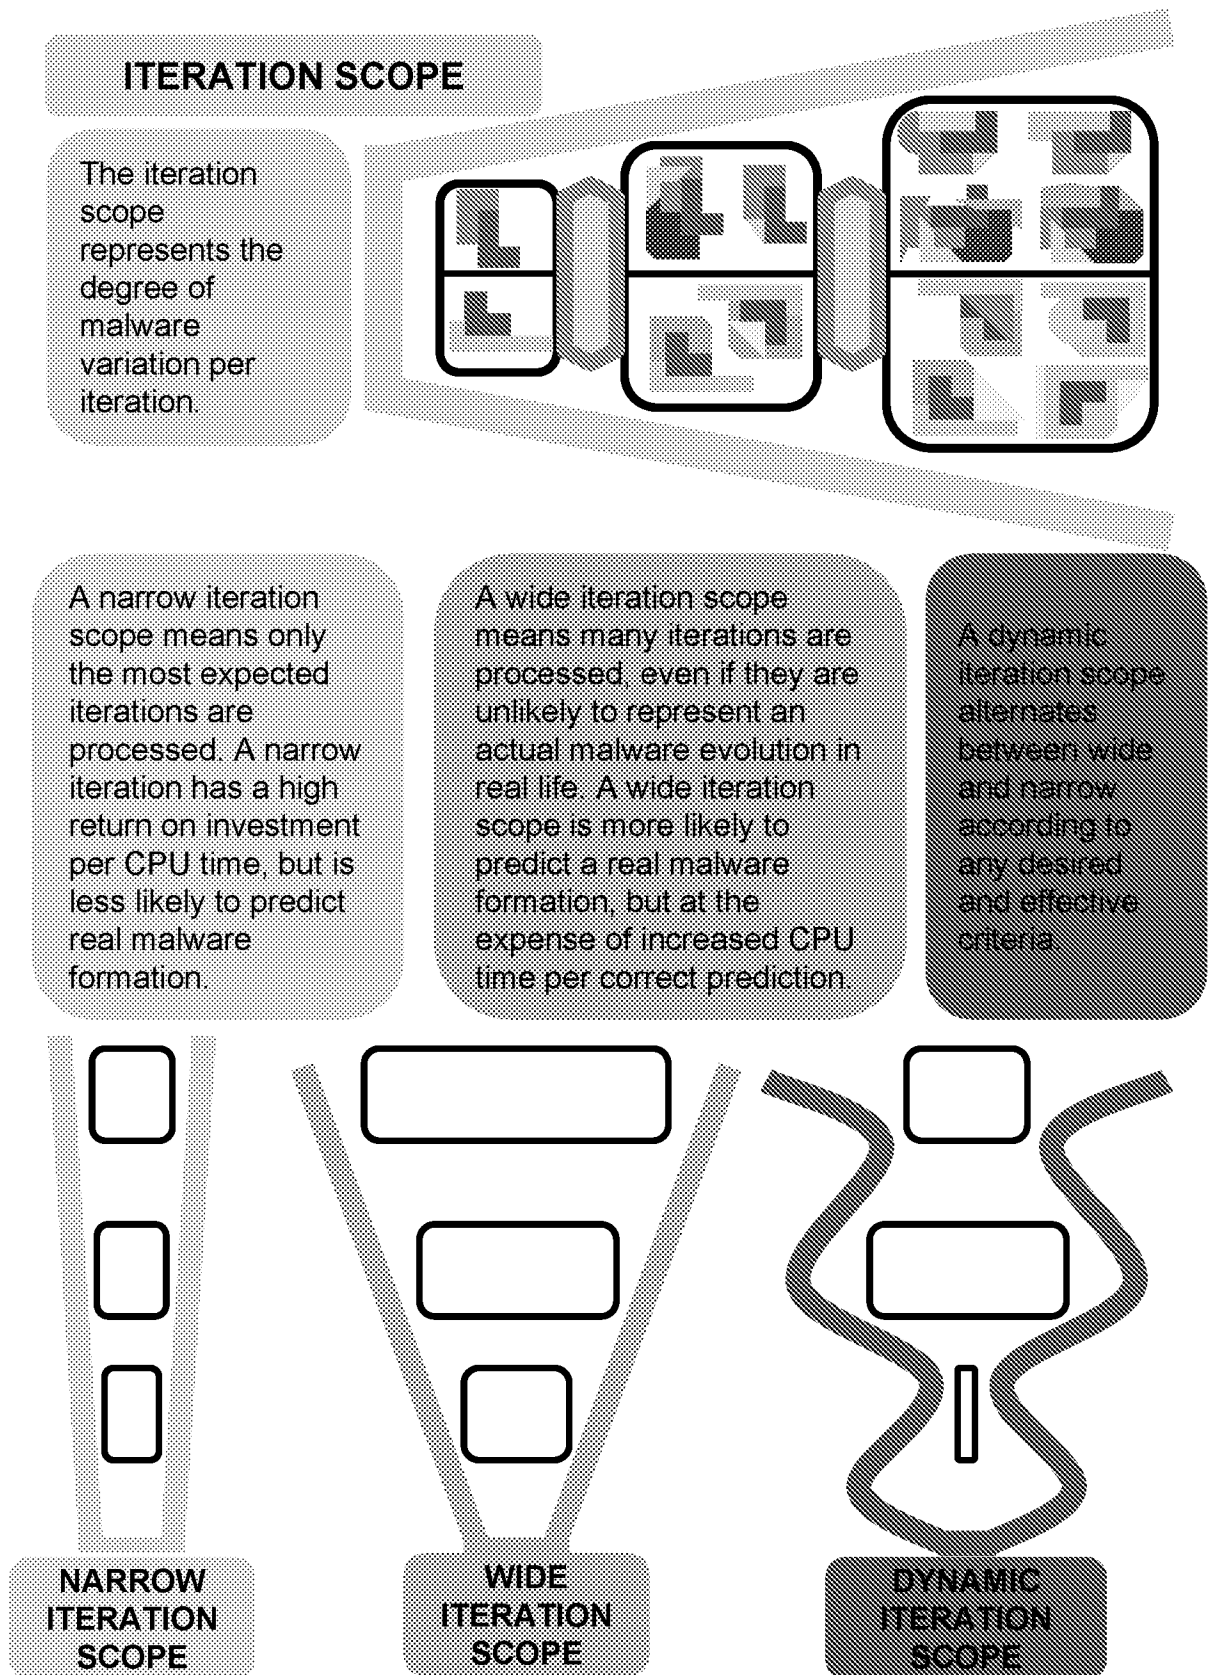 ITERATION SCOPE
The iteration
scope
represents the
degree of
malware
variation per
iteration.
A narrow iteration
scope means only
the most expected
iterations are
processed. A narrow
iteration has a high
return on investment
per CPU time, but is
less likely to predict
real malware
formation.
A wide iteration scope
means many iterations are
processed, even if they are
unlikely to represent an
actual malware evolution in
real life. A wide iteration
scope is more likely to
predict a real malware
formation, but at the
expense of increased CPU
time per correct prediction.
A dynamic
iteration scope
alternates
between wide
and narrow
according to
any desired
and effective
criteria.
NARROW
ITERATION
SCOPE
WIDE
ITERATION
SCOPE
DYNAMIC
ITERATION
SCOPE